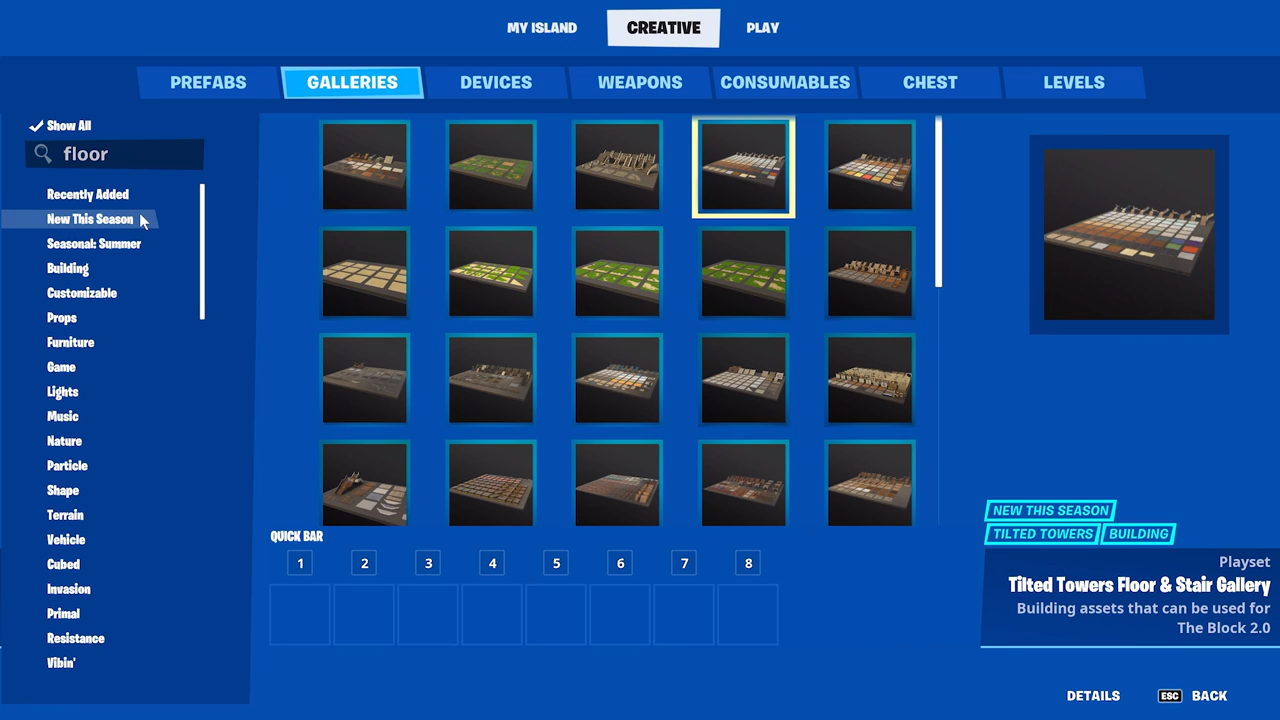 MY ISLAND
CREATIVE
PLAY
PREFABS
GALLERIES
DEVICES
WEAPONS
CONSUMABLES
CHEST
LEVELS
Show All
floor
Recently Added
New This Season
Seasonal: Summer
Building
Customizable
Props
Furniture
Game
Lights
Music
Nature
Particle
Shape
Terrain
Vehicle
Cubed
Invasion
Primal
Resistance
Vibin'
QUICK BAR
1
2
3
4
5
6
7
8
NEW THIS SEASON
TILTED TOWERS
BUILDING
Playset
Tilted Towers Floor & Stair Gallery
Building assets that can be used for
The Block 2.0
DETAILS
ESC
BACK